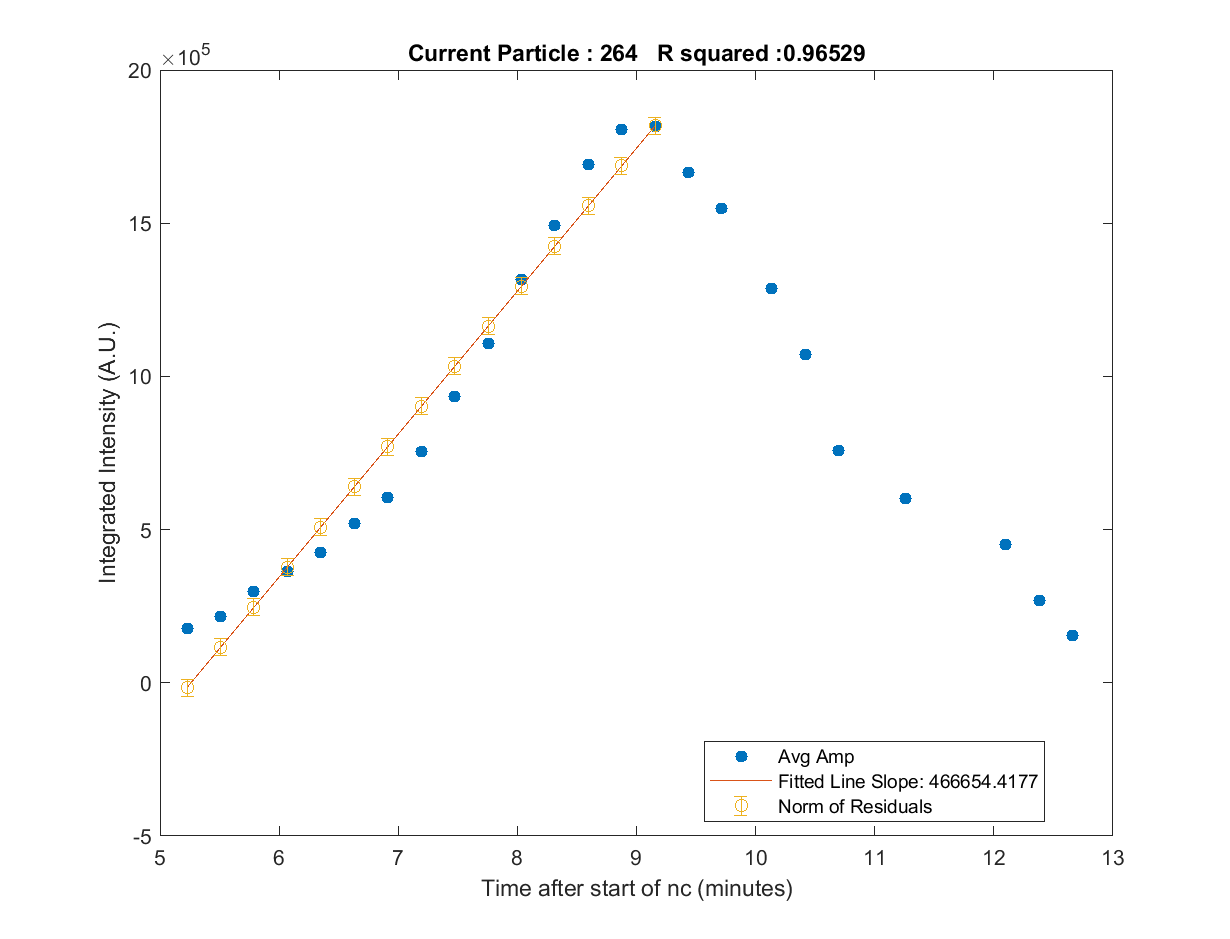 Current Particle : 264 R squared :0.96529
×10^5
20
15
10
5
0
-5
Integrated Intensity (A.U.)
5 6 7 8 9 10 11 12 13
Time after start of nc (minutes)
Avg Amp
Fitted Line Slope: 466654.4177
Norm of Residuals